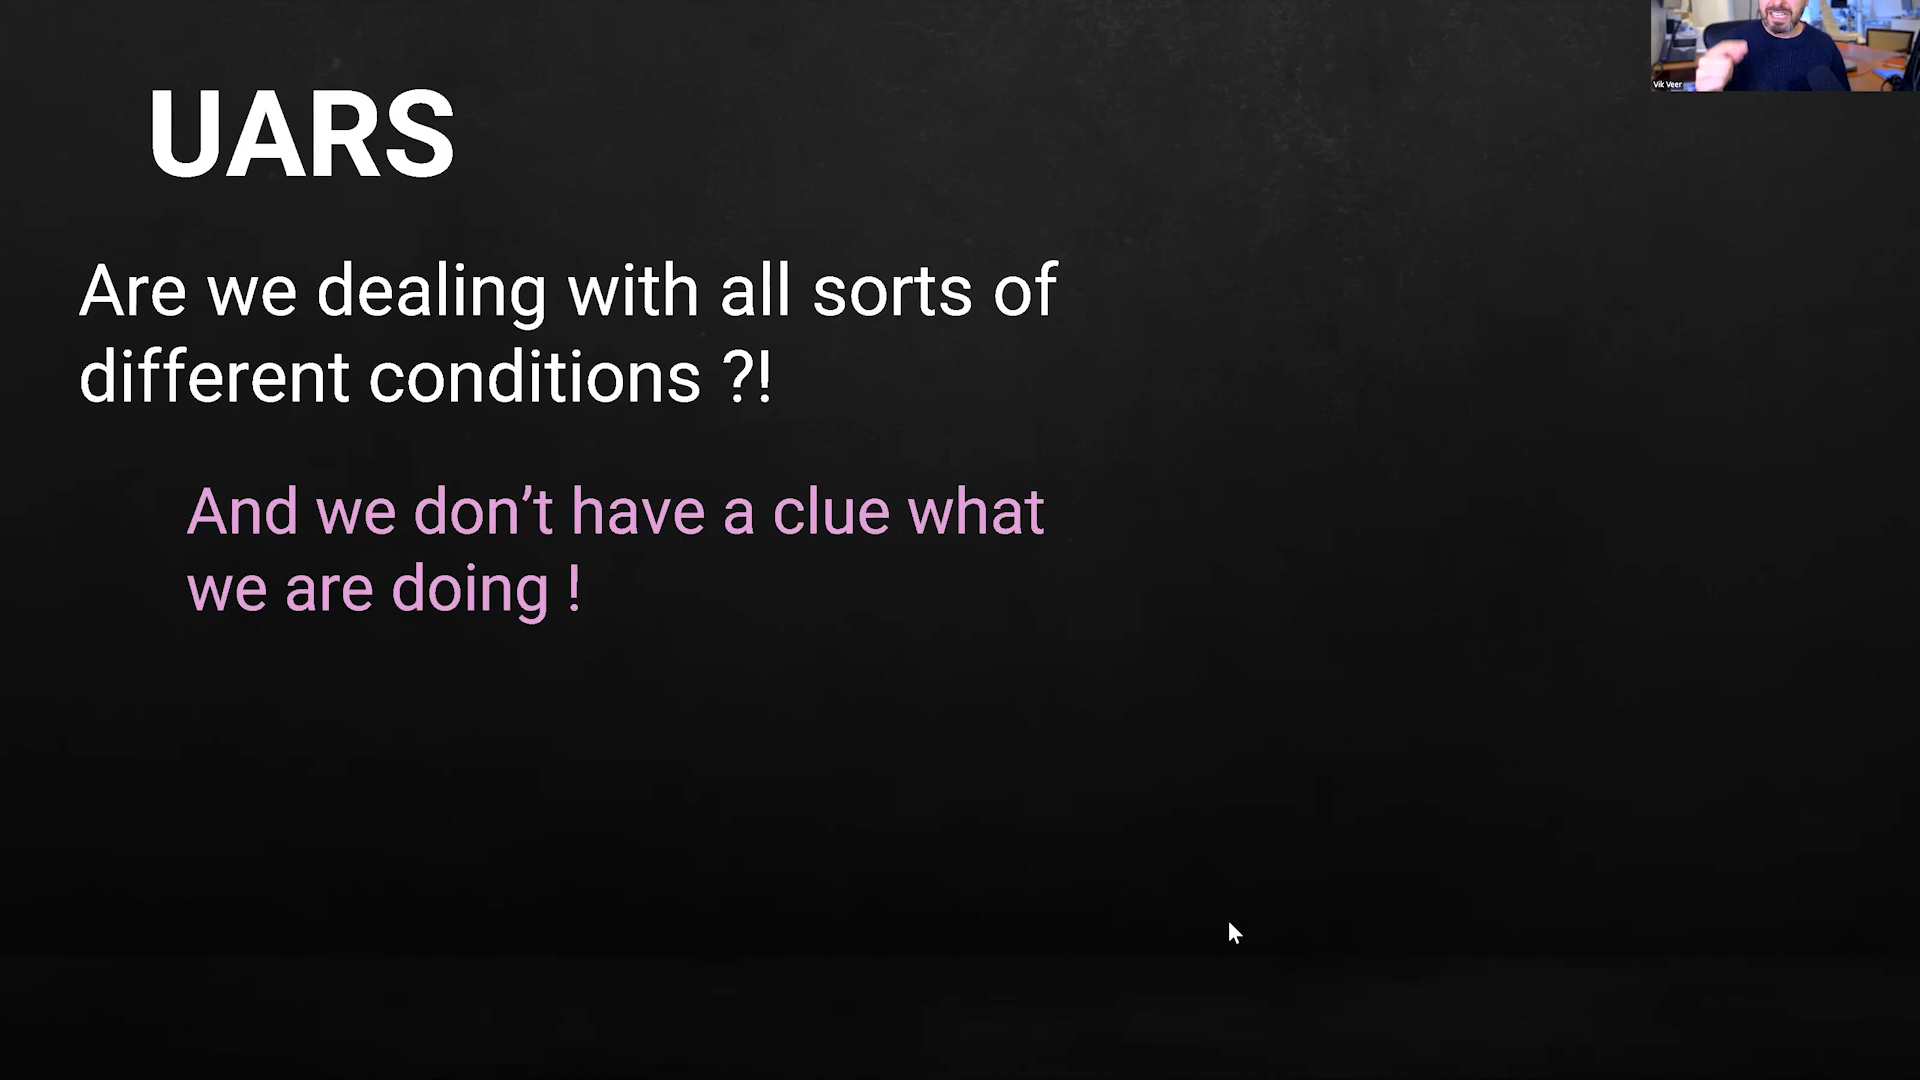 UARS
Are we dealing with all sorts of
different conditions ?!
And we don’t have a clue what
we are doing !
Vik Veer